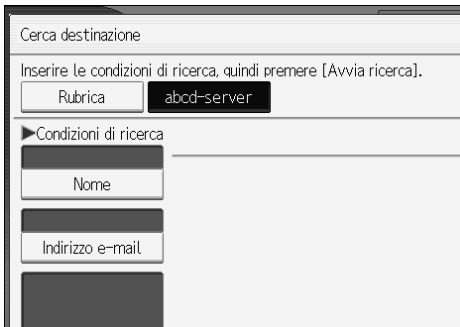 Cerca destinazione
Inserire le condizioni di ricerca, quindi premere [Avvia ricerca].
Rubrica abcd-server
▶Condizioni di ricerca
Nome
Indirizzo e-mail